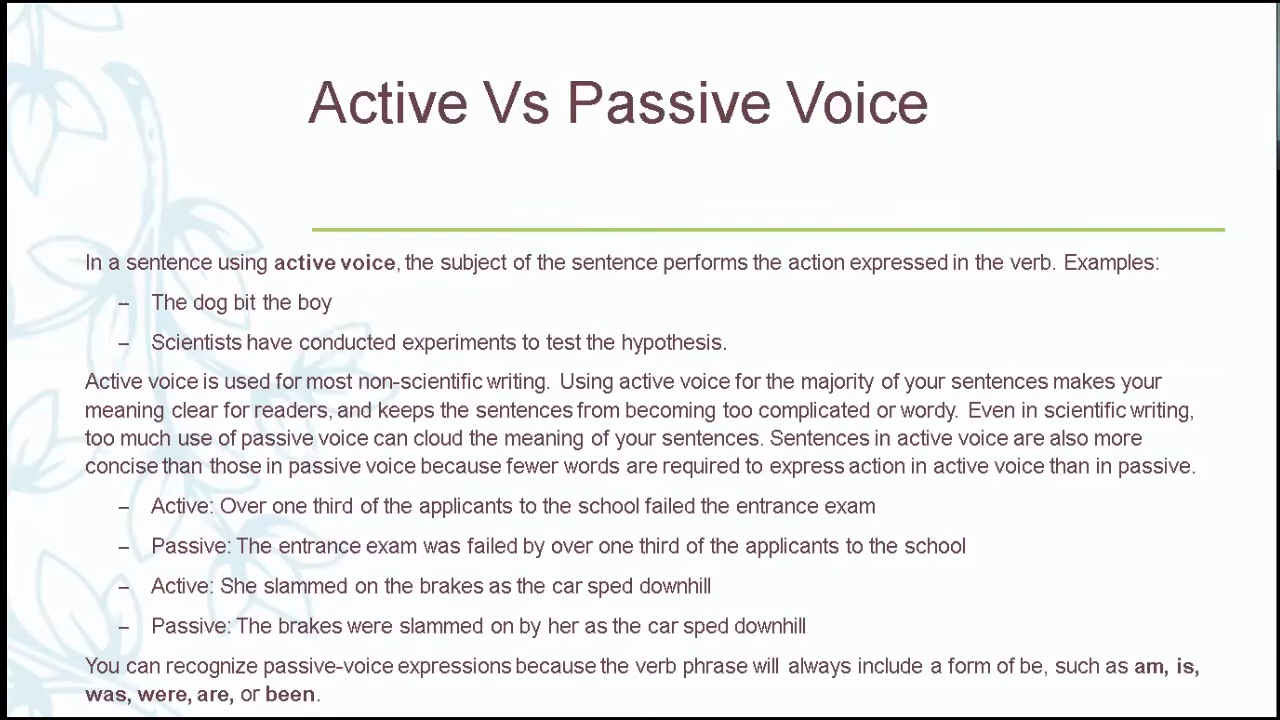 Active Vs Passive Voice
In a sentence using active voice, the subject of the sentence performs the action expressed in the verb. Examples:
– The dog bit the boy
– Scientists have conducted experiments to test the hypothesis.
Active voice is used for most non-scientific writing. Using active voice for the majority of your sentences makes your
meaning clear for readers, and keeps the sentences from becoming too complicated or wordy. Even in scientific writing,
too much use of passive voice can cloud the meaning of your sentences. Sentences in active voice are also more
concise than those in passive voice because fewer words are required to express action in active voice than in passive.
– Active: Over one third of the applicants to the school failed the entrance exam
– Passive: The entrance exam was failed by over one third of the applicants to the school
– Active: She slammed on the brakes as the car sped downhill
– Passive: The brakes were slammed on by her as the car sped downhill
You can recognize passive-voice expressions because the verb phrase will always include a form of be, such as am, is,
was, were, are, or been.